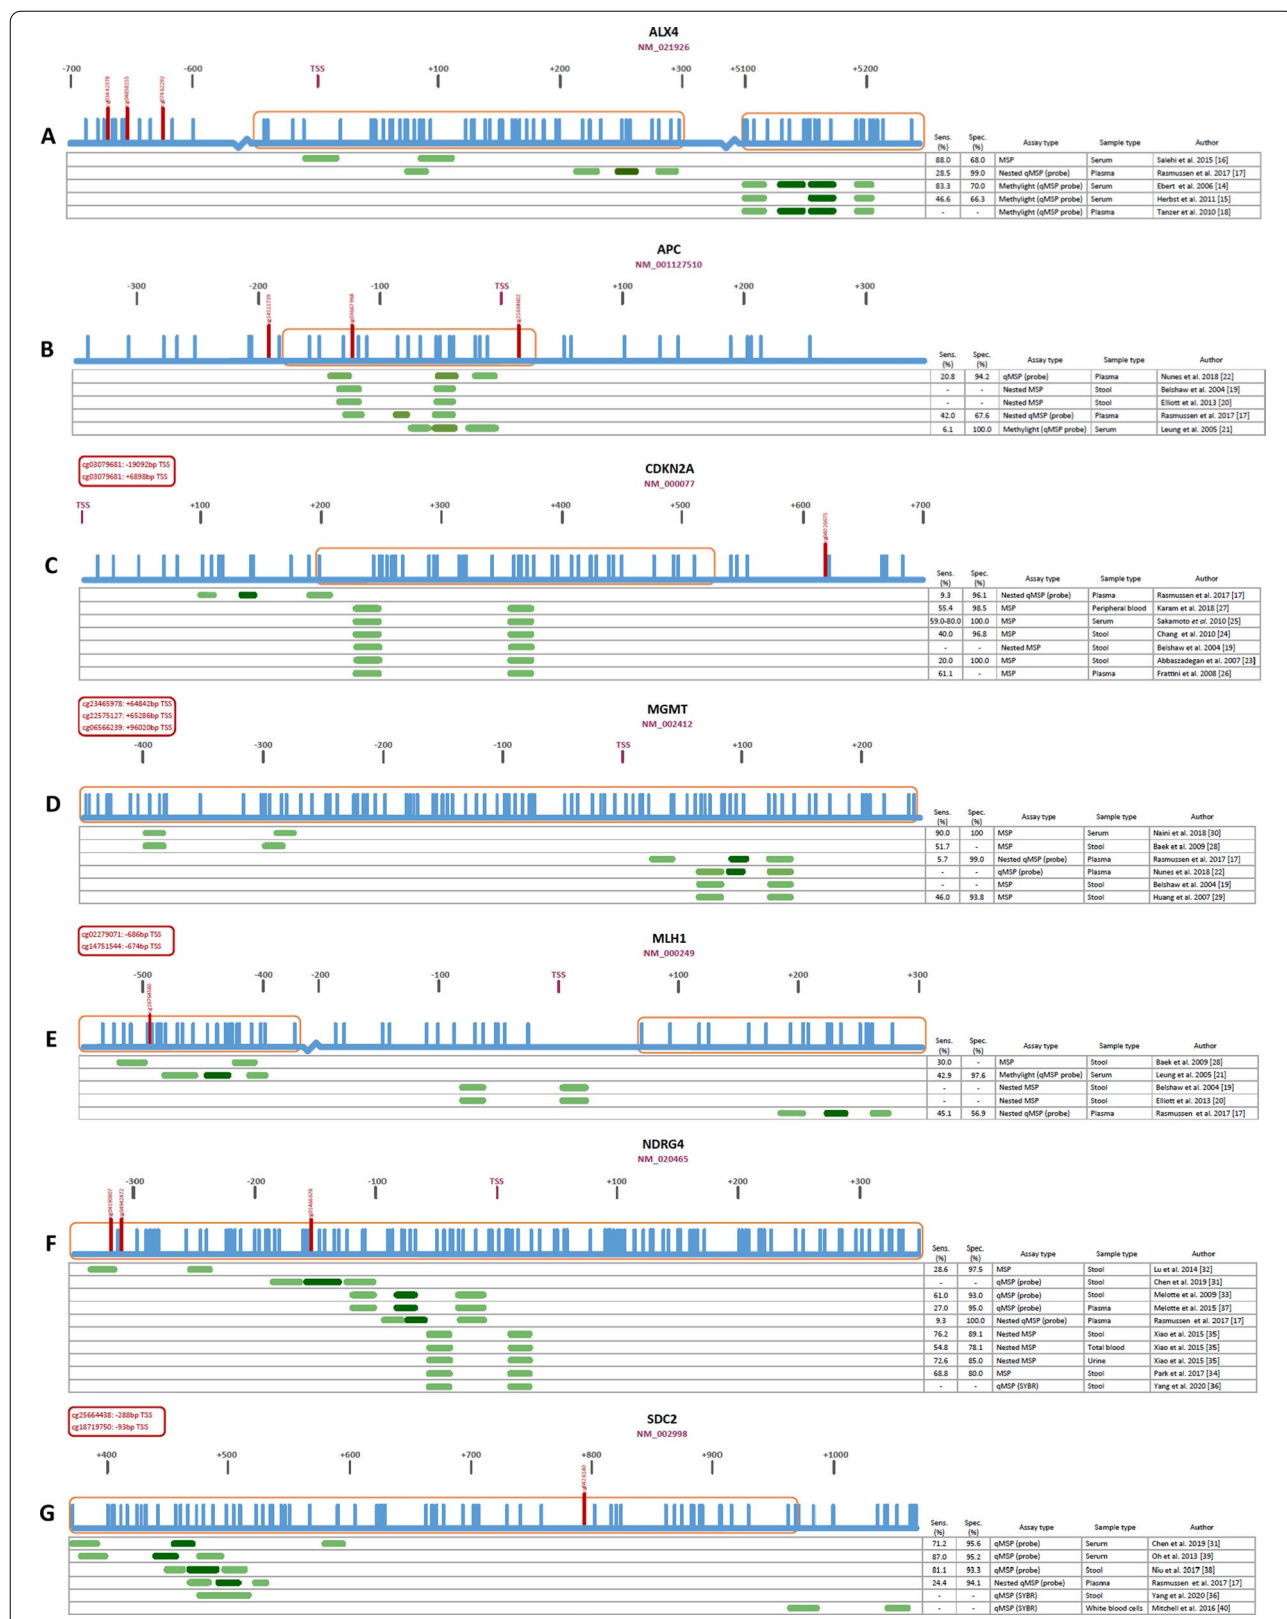 ALX4
NM_021926
-700 -600 TSS +100 +200 +300 +5100 +5200
A
Sens. (%) Spec. (%) Assay type Sample type Author
88.0 68.0 MSP Serum Salehi et al. 2015 [16]
28.5 99.0 Nested qMSP (probe) Plasma Rasmussen et al. 2017 [17]
83.3 70.0 Methylight (qMSP probe) Serum Ebert et al. 2006 [14]
46.6 66.3 Methylight (qMSP probe) Serum Herbst et al. 2011 [15]
- - Methylight (qMSP probe) Plasma Tanzer et al. 2010 [18]
APC
NM_001127510
-300 -200 -100 TSS +100 +200 +300
B
Sens. (%) Spec. (%) Assay type Sample type Author
20.8 94.2 qMSP (probe) Plasma Nunes et al. 2018 [22]
- - Nested MSP Stool Belshaw et al. 2004 [19]
- - Nested MSP Stool Elliott et al. 2013 [20]
42.0 67.6 Nested qMSP (probe) Plasma Rasmussen et al. 2017 [17]
6.1 100.0 Methylight (qMSP probe) Serum Leung et al. 2005 [21]
cg03079681: -19092bp TSS
cg03079681: +6898bp TSS
CDKN2A
NM_000077
TSS +100 +200 +300 +400 +500 +600 +700
C
Sens. (%) Spec. (%) Assay type Sample type Author
9.3 96.1 Nested qMSP (probe) Plasma Rasmussen et al. 2017 [17]
55.4 98.5 MSP Peripheral blood Karam et al. 2018 [27]
59.0-80.0 100.0 MSP Serum Sakamoto et al. 2010 [25]
40.0 96.8 MSP Stool Chang et al. 2010 [24]
- - Nested MSP Stool Belshaw et al. 2004 [19]
20.0 100.0 MSP Stool Abbaszadegan et al. 2007 [23]
61.1 - MSP Plasma Frattini et al. 2008 [26]
cg23465978: +64842bp TSS
cg22575127: +65286bp TSS
cg06566239: +96020bp TSS
MGMT
NM_002412
-400 -300 -200 -100 TSS +100 +200
D
Sens. (%) Spec. (%) Assay type Sample type Author
90.0 100 MSP Serum Naini et al. 2018 [30]
51.7 - MSP Stool Baek et al. 2009 [28]
5.7 99.0 Nested qMSP (probe) Plasma Rasmussen et al. 2017 [17]
- - qMSP (probe) Plasma Nunes et al. 2018 [22]
- - MSP Stool Belshaw et al. 2004 [19]
46.0 93.8 MSP Stool Huang et al. 2007 [29]
cg02279071: -686bp TSS
cg14751544: -674bp TSS
MLH1
NM_000249
-500 -400 -200 -100 TSS +100 +200 +300
E
Sens. (%) Spec. (%) Assay type Sample type Author
30.0 - MSP Stool Baek et al. 2009 [28]
42.9 97.6 Methylight (qMSP probe) Serum Leung et al. 2005 [21]
- - Nested MSP Stool Belshaw et al. 2004 [19]
- - Nested MSP Stool Elliott et al. 2013 [20]
45.1 56.9 Nested qMSP (probe) Plasma Rasmussen et al. 2017 [17]
NDRG4
NM_020465
-300 -200 -100 TSS +100 +200 +300
F
Sens. (%) Spec. (%) Assay type Sample type Author
28.6 97.5 MSP Stool Lu et al. 2014 [32]
- - qMSP (probe) Stool Chen et al. 2019 [31]
61.0 93.0 qMSP (probe) Stool Melotte et al. 2009 [33]
27.0 95.0 qMSP (probe) Plasma Melotte et al. 2015 [37]
9.3 100.0 Nested qMSP (probe) Plasma Rasmussen et al. 2017 [17]
76.2 89.1 Nested MSP Stool Xiao et al. 2015 [35]
54.8 78.1 Nested MSP Total blood Xiao et al. 2015 [35]
72.6 85.0 Nested MSP Urine Xiao et al. 2015 [35]
68.8 80.0 MSP Stool Park et al. 2017 [34]
- - qMSP (SYBR) Stool Yang et al. 2020 [36]
cg25664438: -288bp TSS
cg18719750: -93bp TSS
SDC2
NM_002998
+400 +500 +600 +700 +800 +900 +1000
G
Sens. (%) Spec. (%) Assay type Sample type Author
71.2 95.6 qMSP (probe) Serum Chen et al. 2019 [31]
87.0 95.2 qMSP (probe) Serum Oh et al. 2013 [39]
81.1 93.3 qMSP (probe) Stool Niu et al. 2017 [38]
24.4 94.1 Nested qMSP (probe) Plasma Rasmussen et al. 2017 [17]
- - qMSP (SYBR) Stool Yang et al. 2020 [36]
- - qMSP (SYBR) White blood cells Mitchell et al. 2016 [40]